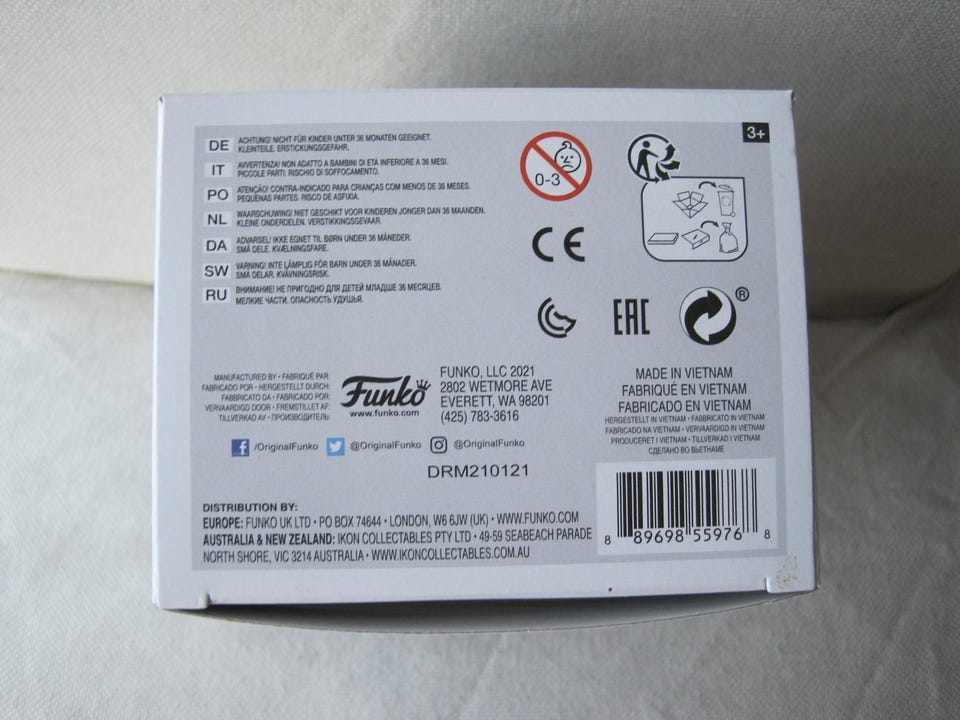 DE ACHTUNG! NICHT FÜR KINDER UNTER 36 MONATEN GEEIGNET.
KLEINTEILE. ERSTICKUNGSGEFAHR.
IT AVVERTENZA! NON ADATTO A BAMBINI DI ETÀ INFERIORE A 36 MESI.
PICCOLE PARTI. RISCHIO DI SOFFOCAMENTO.
PO ATENÇÃO! CONTRA-INDICADO PARA CRIANÇAS COM MENOS DE 36 MESES.
PEQUENAS PARTES. RISCO DE ASFIXIA.
NL WAARSCHUWING! NIET GESCHIKT VOOR KINDEREN JONGER DAN 36 MAANDEN.
KLEINE ONDERDELEN. VERSTIKKINGSGEVAAR.
DA ADVARSEL! IKKE EGNET TIL BØRN UNDER 36 MÅNEDER.
SMÅ DELE. KVÆLNINGSFARE.
SW VARNING! INTE LÄMPLIG FÖR BARN UNDER 36 MÅNADER.
SMÅ DELAR. KVÄVNINGSRISK.
RU ВНИМАНИЕ! НЕ ПРИГОДНО ДЛЯ ДЕТЕЙ МЛАДШЕ 36 МЕСЯЦЕВ.
МЕЛКИЕ ЧАСТИ. ОПАСНОСТЬ УДУШЬЯ.
0-3
3+
CE
EAC
®
MANUFACTURED BY • FABRIQUÉ PAR:
FABRICADO POR • HERGESTELLT DURCH:
FABBRICATO DA • FABRICADO POR:
VERVAARDIGD DOOR • FREMSTILLET AF:
TILLVERKAD AV • ПРОИЗВОДИТЕЛЬ:
Funko
www.funko.com
FUNKO, LLC 2021
2802 WETMORE AVE
EVERETT, WA 98201
(425) 783-3616
MADE IN VIETNAM
FABRIQUÉ EN VIETNAM
FABRICADO EN VIETNAM
HERGESTELLT IN VIETNAM • FABBRICATO IN VIETNAM
FABRICADO NA VIETNAM • VERVAARDIGD IN VIETNAM
PRODUCERET I VIETNAM • TILLVERKAD I VIETNAM
СДЕЛАНО ВО ВЬЕТНАМЕ
f /OriginalFunko @OriginalFunko @OriginalFunko
DRM210121
DISTRIBUTION BY:
EUROPE: FUNKO UK LTD • PO BOX 74644 • LONDON, W6 6JW (UK) • WWW.FUNKO.COM
AUSTRALIA & NEW ZEALAND: IKON COLLECTABLES PTY LTD • 49-59 SEABEACH PARADE
NORTH SHORE, VIC 3214 AUSTRALIA • WWW.IKONCOLLECTABLES.COM.AU
8 89698 55976 8